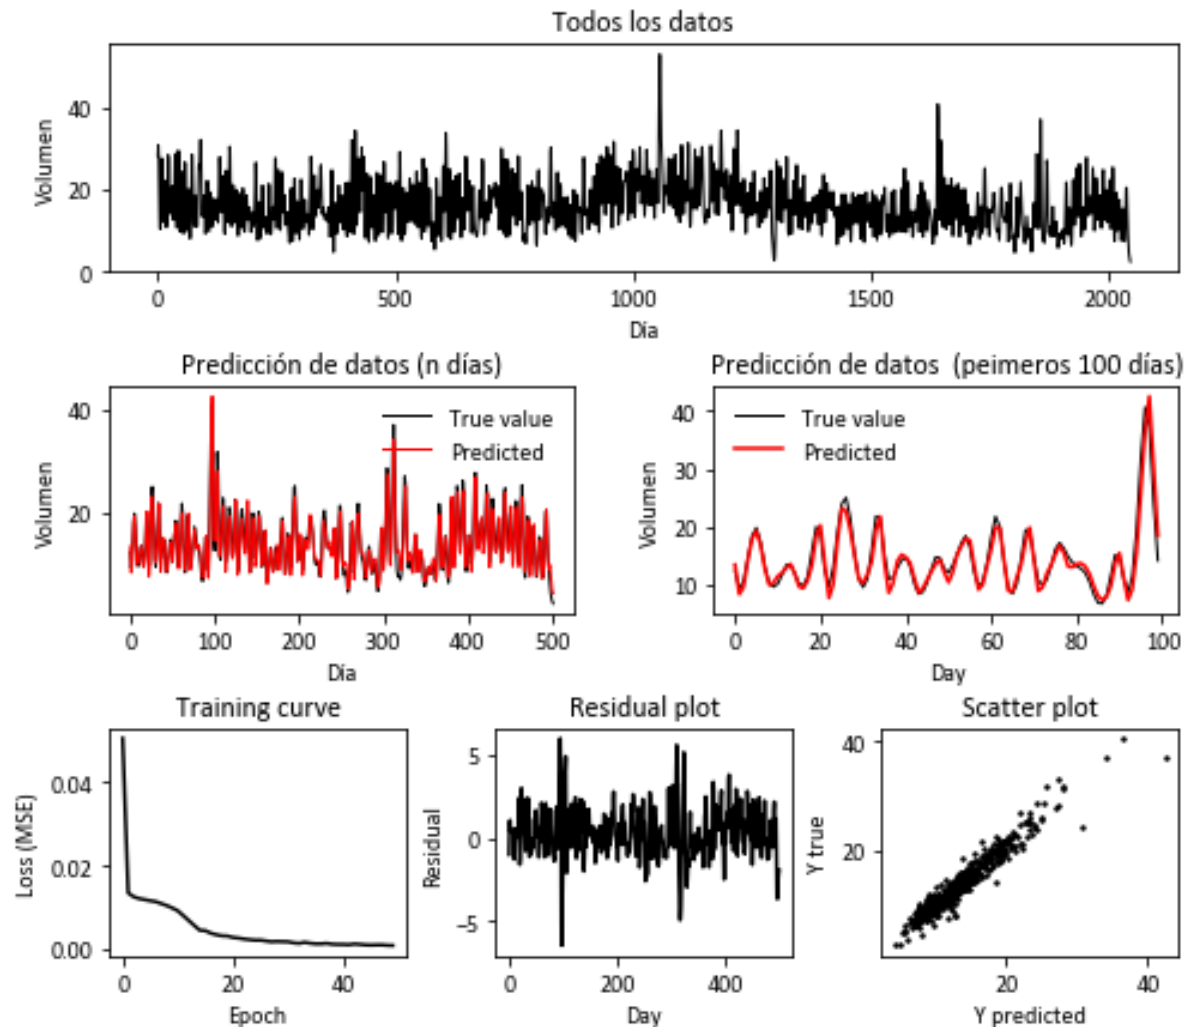 Todos los datos
Volumen
40
20
0
0 500 1000 1500 2000
Día
Predicción de datos (n días)
Volumen
40
20
True value
Predicted
0 100 200 300 400 500
Día
Predicción de datos (peimeros 100 días)
Volumen
40
30
20
10
True value
Predicted
0 20 40 60 80 100
Day
Training curve
Loss (MSE)
0.04
0.02
0.00
0 20 40
Epoch
Residual plot
Residual
5
0
−5
0 200 400
Day
Scatter plot
Y true
40
20
20 40
Y predicted